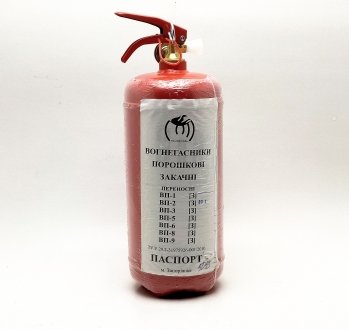 ВОГНЕГАСНИКИ
ПОРОШКОВІ
ЗАКАЧНІ
ПЕРЕНОСНІ
ВП-1 [З]
ВП-2 [З]
ВП-3 [З]
ВП-5 [З]
ВП-6 [З]
ВП-8 [З]
ВП-9 [З]
ПАСПОРТ
м. Запоріжжя